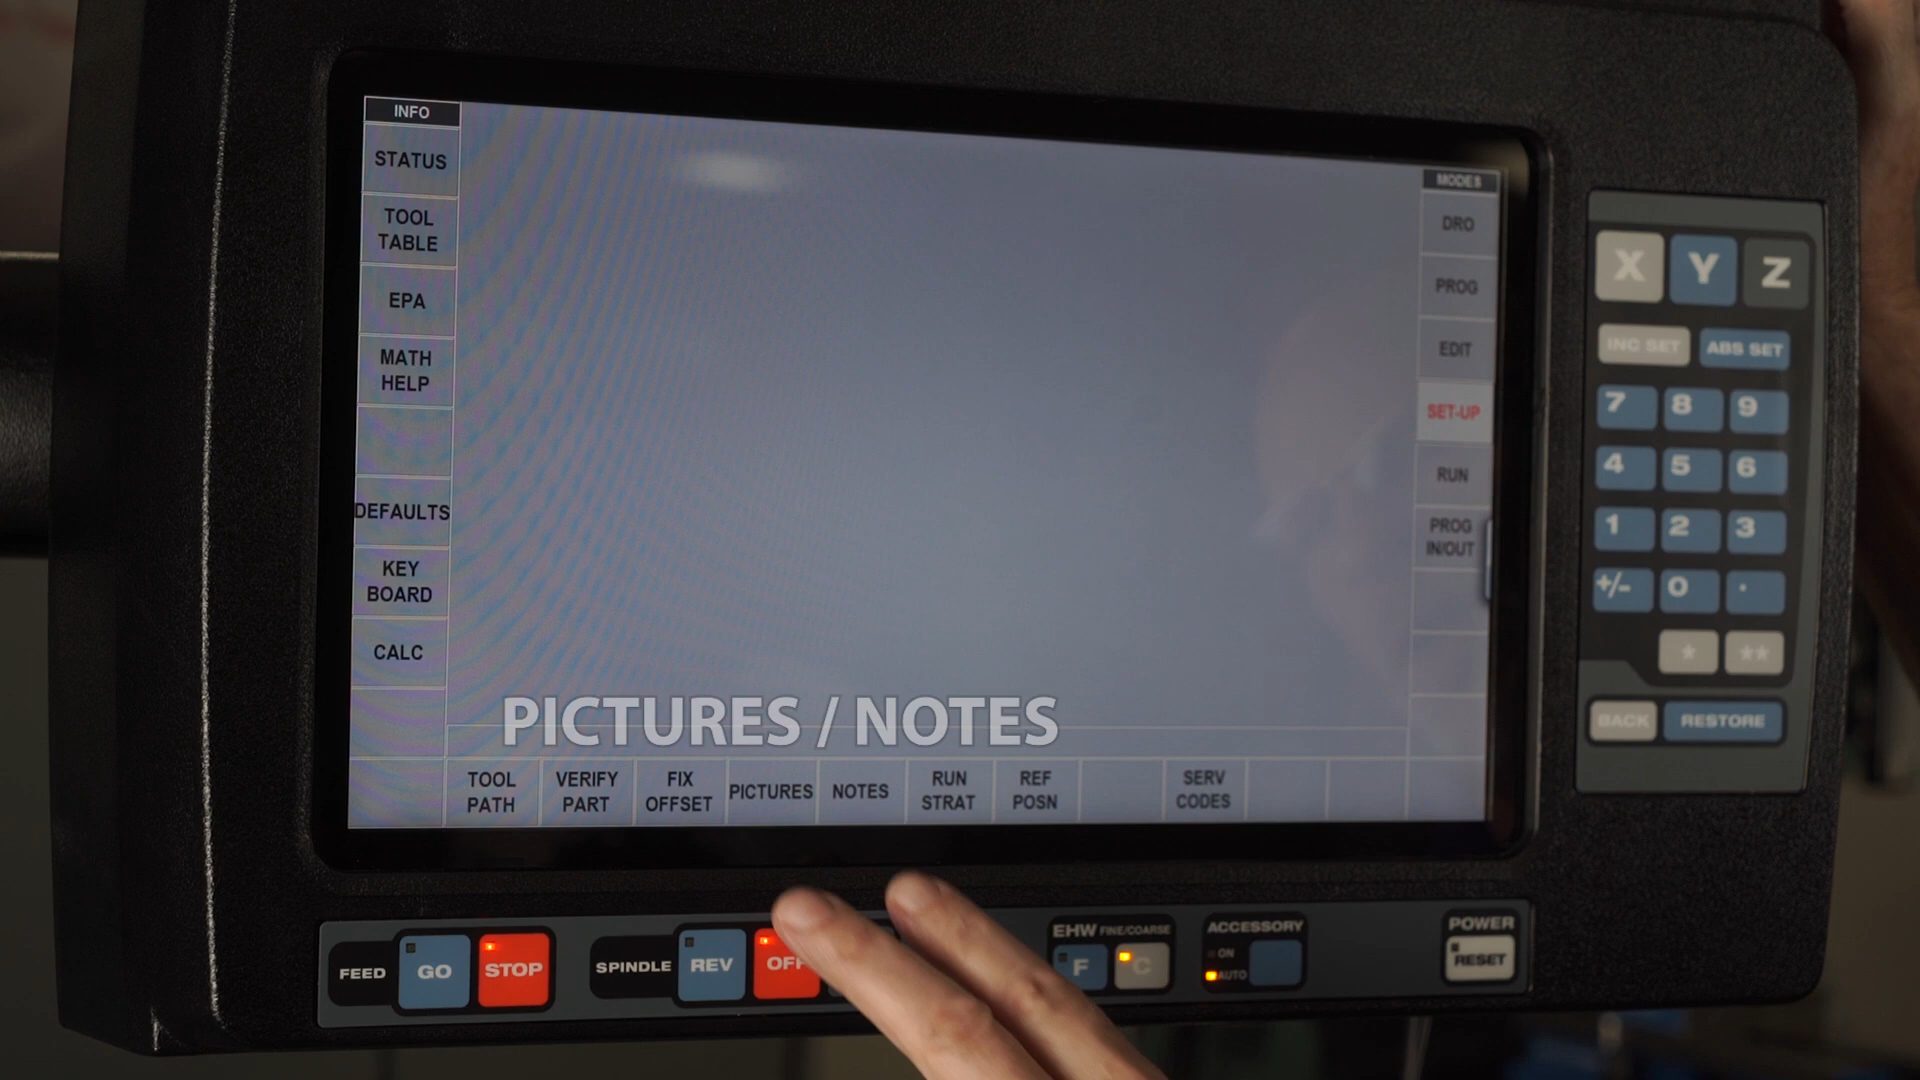 INFO
STATUS
TOOL
TABLE
EPA
MATH
HELP
DEFAULTS
KEY
BOARD
CALC
MODES
DRO
PROG
EDIT
SET-UP
RUN
PROG
IN/OUT
PICTURES / NOTES
TOOL
PATH
VERIFY
PART
FIX
OFFSET
PICTURES
NOTES
RUN
STRAT
REF
POSN
SERV
CODES
X Y Z
INC SET ABS SET
7 8 9
4 5 6
1 2 3
+/- 0 .
* **
BACK RESTORE
FEED GO STOP
SPINDLE REV OFF
EHW FINE/COARSE
F C
ACCESSORY
ON
AUTO
POWER
RESET